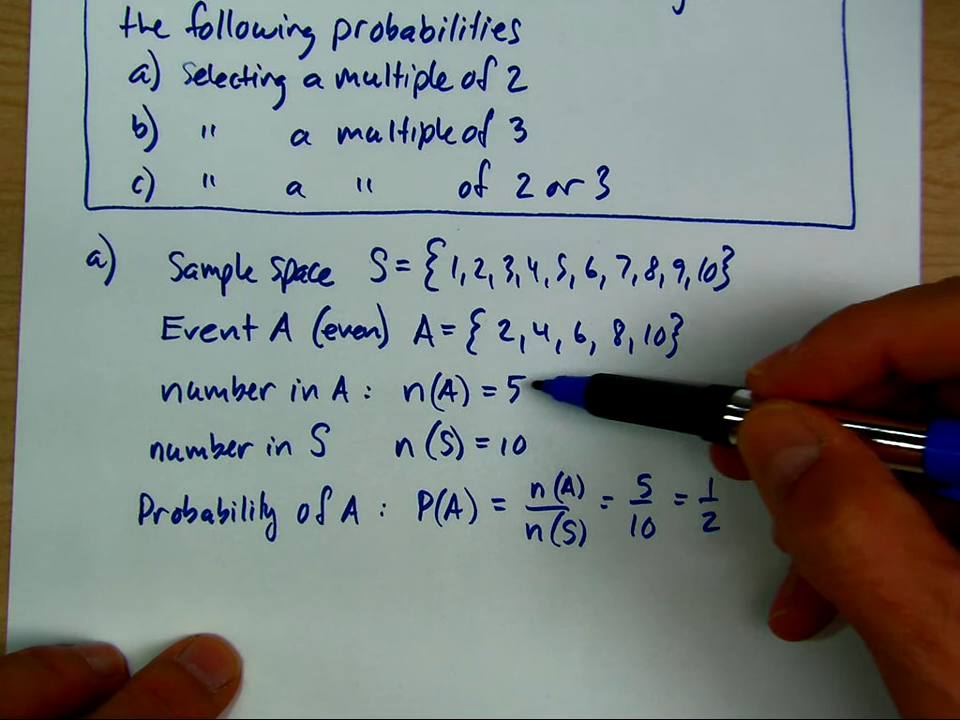 the following probabilities
a) Selecting a multiple of 2
b) " a multiple of 3
c) " a " of 2 or 3
a) Sample space S = {1,2,3,4,5,6,7,8,9,10}
Event A (even) A = { 2,4,6,8,10}
number in A : n(A) = 5
number in S n(S) = 10
Probability of A : P(A) = n(A)/n(S) = 5/10 = 1/2